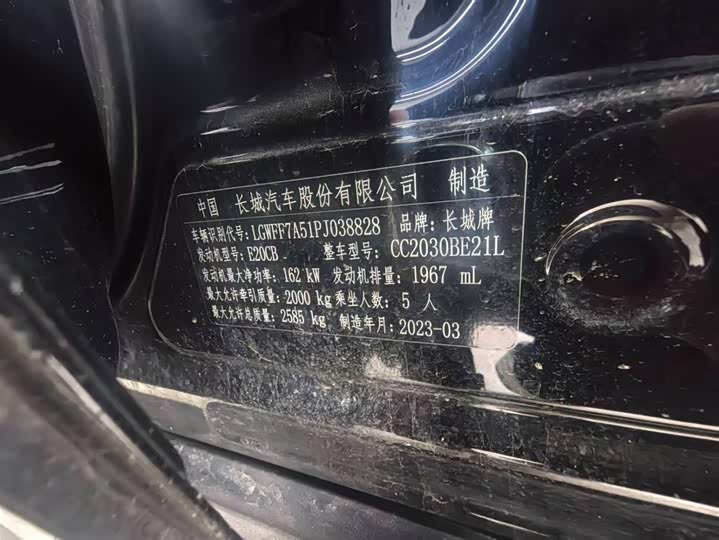 中国 长城汽车股份有限公司 制造
车辆识别代号: LGWFF7A51PJ038828 品牌: 长城牌
发动机型号: E20CB 整车型号: CC2030BE21L
发动机最大净功率: 162 kW 发动机排量: 1967 mL
最大允许牵引质量: 2000 kg 乘坐人数: 5 人
最大允许总质量: 2585 kg 制造年月: 2023-03